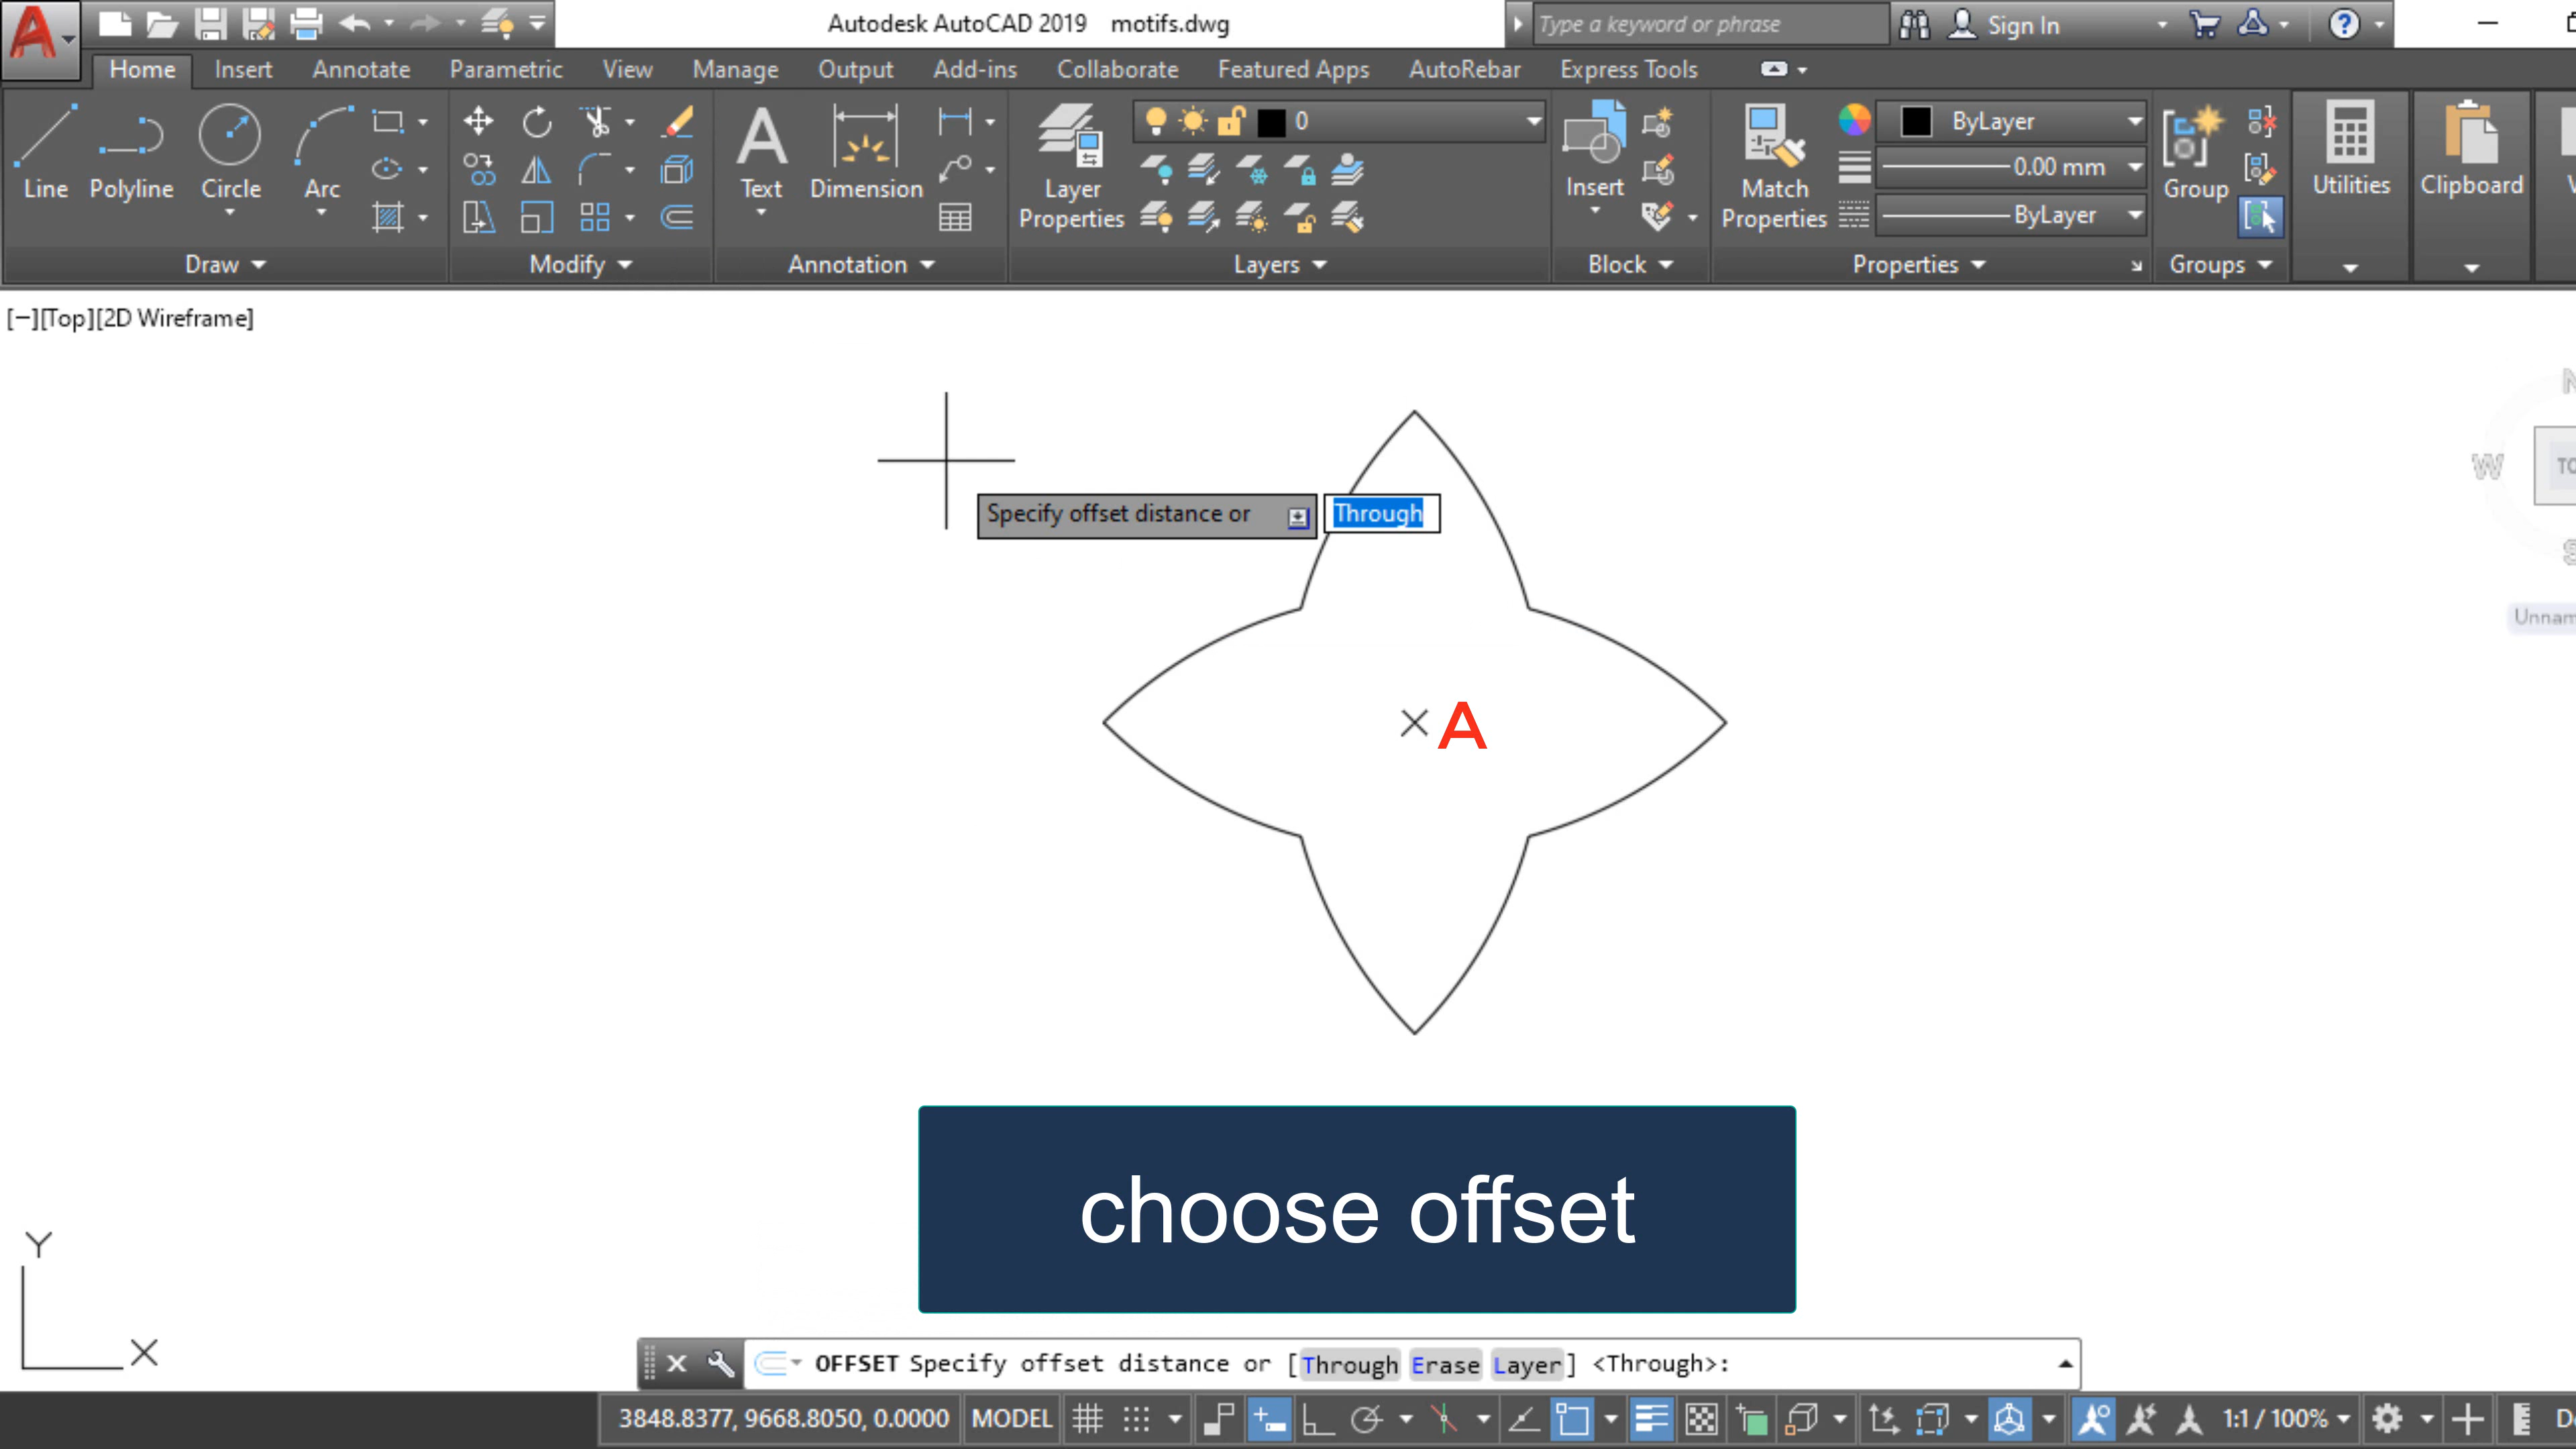 Autodesk AutoCAD 2019 motifs.dwg
Type a keyword or phrase
Sign In
Home Insert Annotate Parametric View Manage Output Add-ins Collaborate Featured Apps AutoRebar Express Tools
Line Polyline Circle Arc
Text Dimension
Layer Properties
0
Insert
Match Properties
ByLayer
0.00 mm
ByLayer
Group
Utilities
Clipboard
Draw Modify Annotation Layers Block Properties Groups
[−][Top][2D Wireframe]
Specify offset distance or Through
W
A
choose offset
Y
X
OFFSET Specify offset distance or [Through Erase Layer] <Through>:
3848.8377, 9668.8050, 0.0000 MODEL 1:1 / 100%